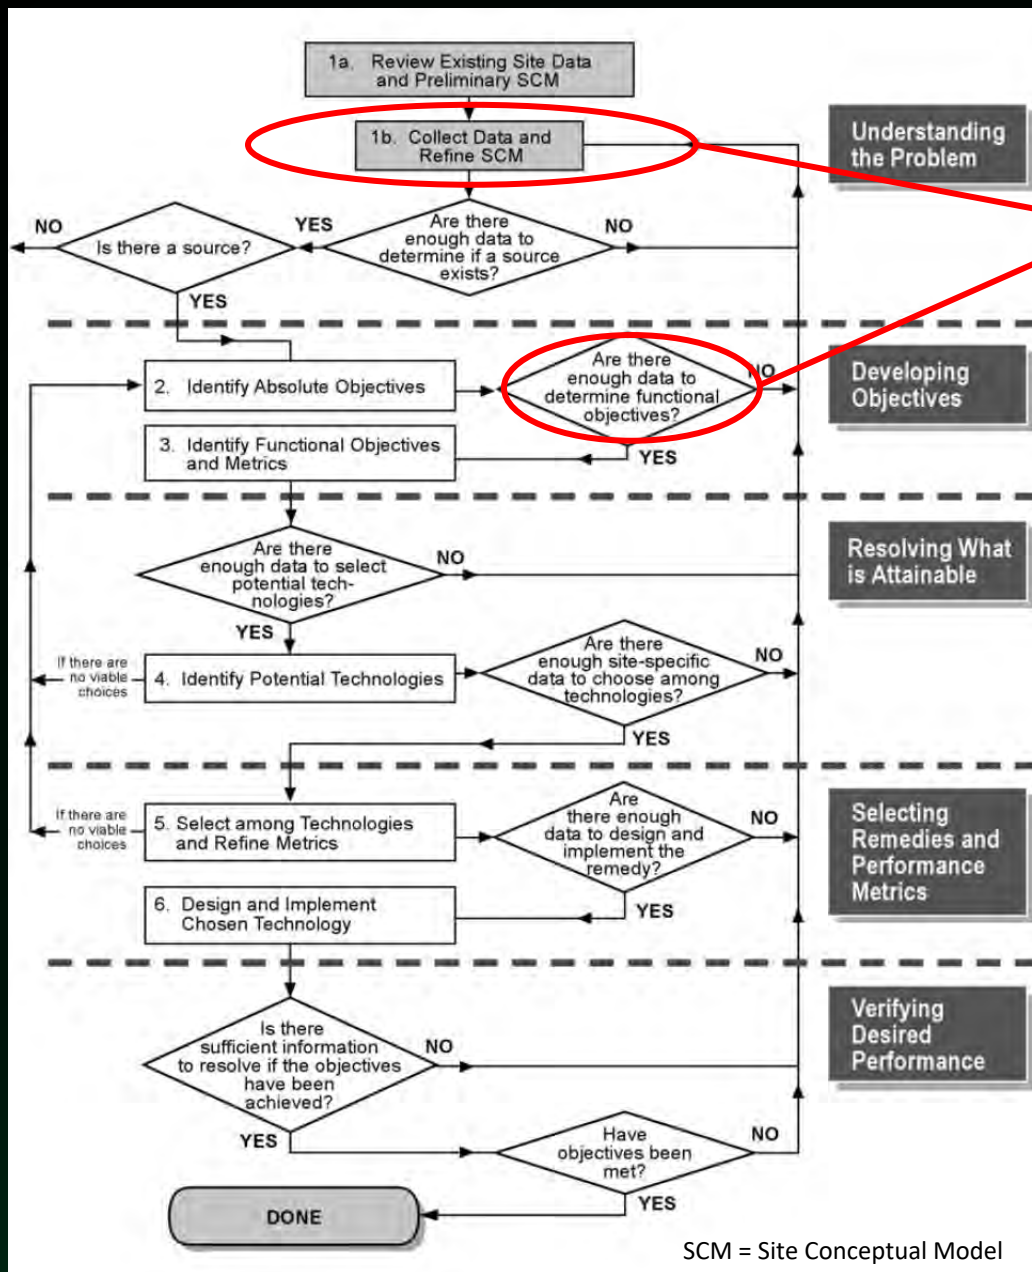 1a. Review Existing Site Data
and Preliminary SCM
1b. Collect Data and
Refine SCM
Understanding
the Problem
NO
Is there a source?
YES
YES
Are there
enough data to
determine if a source
exists?
NO
2. Identify Absolute Objectives
Are there
enough data to
determine functional
objectives?
NO
YES
Developing
Objectives
3. Identify Functional Objectives
and Metrics
Are there
enough data to select
potential tech-
nologies?
NO
YES
Resolving What
is Attainable
If there are
no viable
choices
4. Identify Potential Technologies
Are there
enough site-specific
data to choose among
technologies?
NO
YES
If there are
no viable
choices
5. Select among Technologies
and Refine Metrics
Are
there enough
data to design and
implement the
remedy?
NO
YES
Selecting
Remedies and
Performance
Metrics
6. Design and Implement
Chosen Technology
Is there
sufficient information
to resolve if the objectives
have been
achieved?
NO
YES
Verifying
Desired
Performance
Have
objectives been
met?
NO
YES
DONE
SCM = Site Conceptual Model